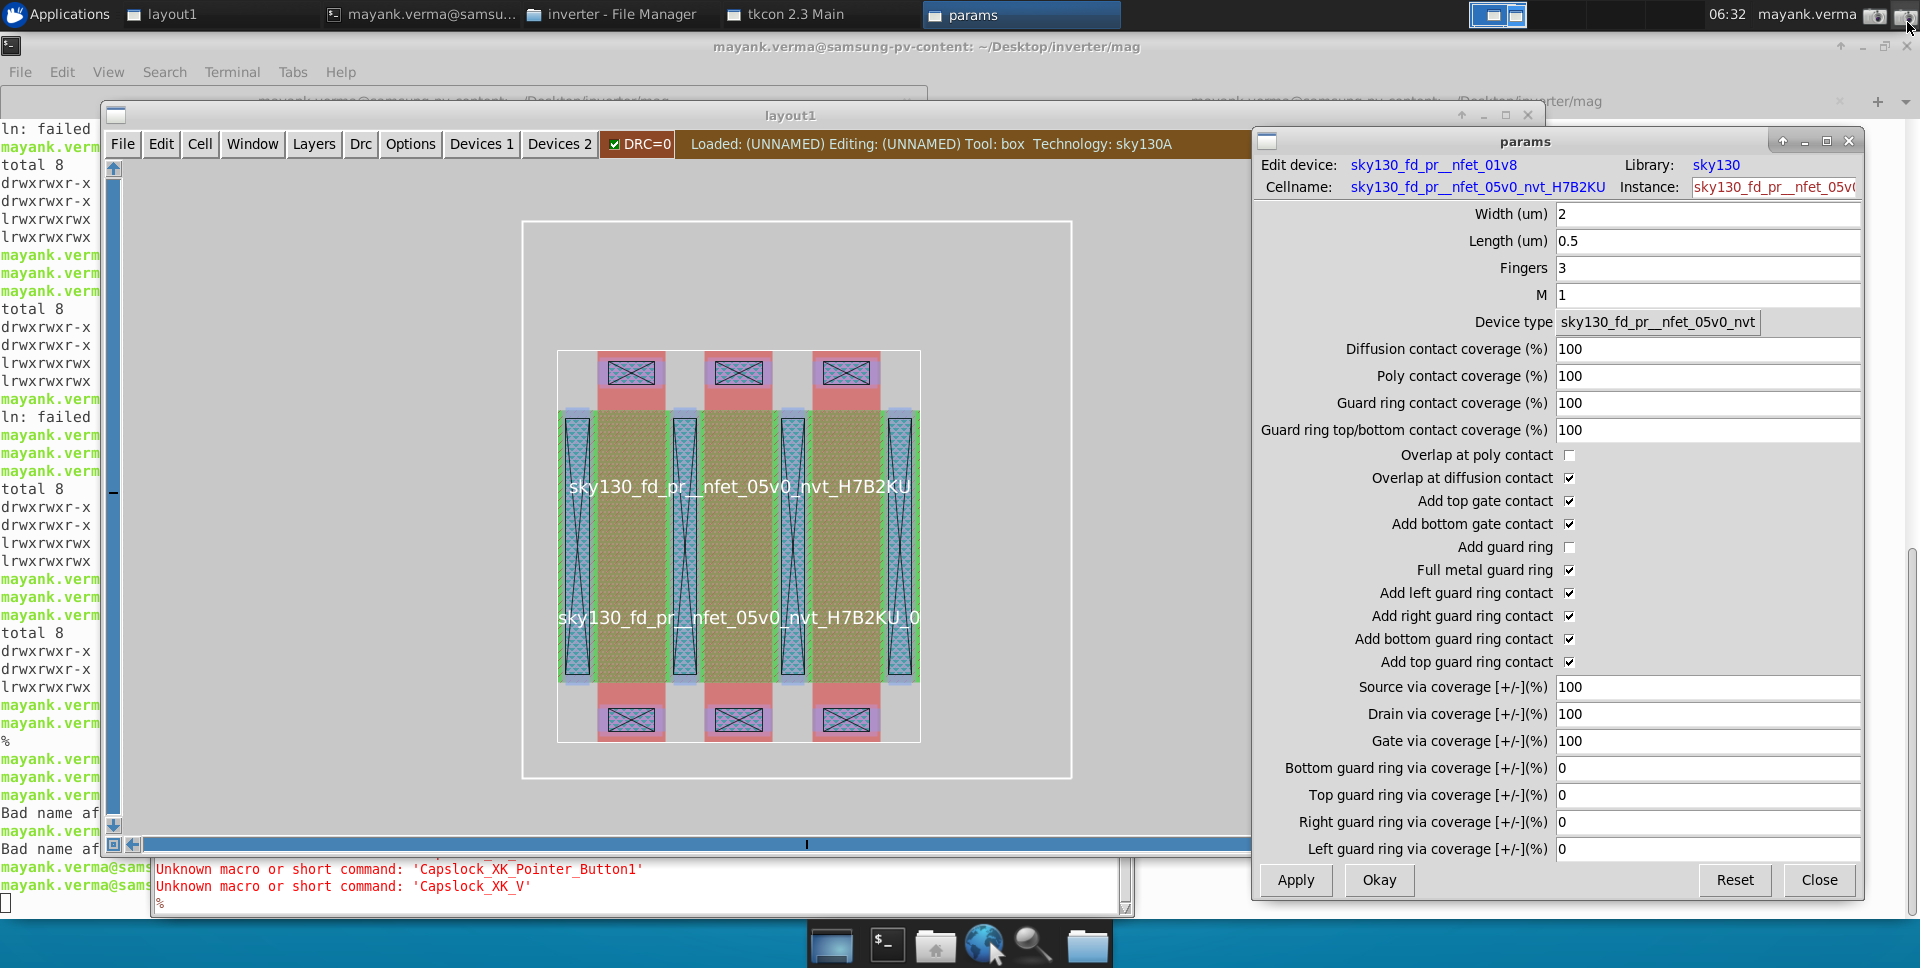 Applications layout1 mayank.verma@samsu... inverter - File Manager tkcon 2.3 Main params 06:32 mayank.verma
mayank.verma@samsung-pv-content: ~/Desktop/inverter/mag
File Edit View Search Terminal Tabs Help
layout1
File Edit Cell Window Layers Drc Options Devices 1 Devices 2 DRC=0 Loaded: (UNNAMED) Editing: (UNNAMED) Tool: box Technology: sky130A
sky130_fd_pr__nfet_05v0_nvt_H7B2KU
sky130_fd_pr__nfet_05v0_nvt_H7B2KU_0
params
Edit device: sky130_fd_pr__nfet_01v8 Library: sky130
Cellname: sky130_fd_pr__nfet_05v0_nvt_H7B2KU Instance: sky130_fd_pr__nfet_05v0
Width (um) 2
Length (um) 0.5
Fingers 3
M 1
Device type sky130_fd_pr__nfet_05v0_nvt
Diffusion contact coverage (%) 100
Poly contact coverage (%) 100
Guard ring contact coverage (%) 100
Guard ring top/bottom contact coverage (%) 100
Overlap at poly contact
Overlap at diffusion contact
Add top gate contact
Add bottom gate contact
Add guard ring
Full metal guard ring
Add left guard ring contact
Add right guard ring contact
Add bottom guard ring contact
Add top guard ring contact
Source via coverage [+/-](%) 100
Drain via coverage [+/-](%) 100
Gate via coverage [+/-](%) 100
Bottom guard ring via coverage [+/-](%) 0
Top guard ring via coverage [+/-](%) 0
Right guard ring via coverage [+/-](%) 0
Left guard ring via coverage [+/-](%) 0
Apply Okay Reset Close
ln: failed
mayank.verm
total 8
drwxrwxr-x
drwxrwxr-x
lrwxrwxrwx
lrwxrwxrwx
mayank.verm
mayank.verm
mayank.verm
total 8
drwxrwxr-x
drwxrwxr-x
lrwxrwxrwx
lrwxrwxrwx
mayank.verm
ln: failed
mayank.verm
mayank.verm
mayank.verm
total 8
drwxrwxr-x
drwxrwxr-x
lrwxrwxrwx
lrwxrwxrwx
mayank.verm
mayank.verm
mayank.verm
total 8
drwxrwxr-x
drwxrwxr-x
lrwxrwxrwx
mayank.verm
mayank.verm
%
mayank.verm
mayank.verm
mayank.verm
Bad name af
mayank.verm
Bad name af
mayank.verma@sams
mayank.verma@sams
Unknown macro or short command: 'Capslock_XK_Pointer_Button1'
Unknown macro or short command: 'Capslock_XK_V'
%